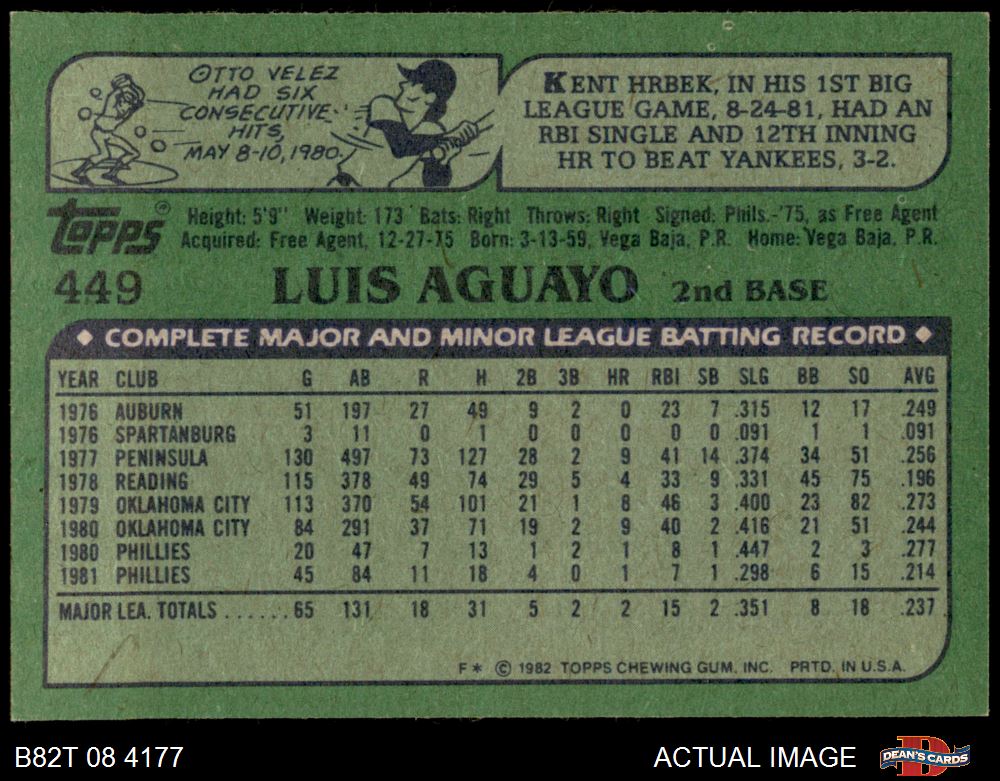 OTTO VELEZ
HAD SIX
CONSECUTIVE
HITS,
MAY 8-10, 1980.
KENT HRBEK, IN HIS 1ST BIG
LEAGUE GAME, 8-24-81, HAD AN
RBI SINGLE AND 12TH INNING
HR TO BEAT YANKEES, 3-2.
Topps® Height: 5'9" Weight: 173 Bats: Right Throws: Right Signed: Phils.-'75, as Free Agent
Acquired: Free Agent, 12-27-75 Born: 3-13-59, Vega Baja, P.R. Home: Vega Baja, P.R.
449 LUIS AGUAYO 2nd BASE
◆ COMPLETE MAJOR AND MINOR LEAGUE BATTING RECORD ◆
YEAR CLUB G AB R H 2B 3B HR RBI SB SLG BB SO AVG
1976 AUBURN 51 197 27 49 9 2 0 23 7 .315 12 17 .249
1976 SPARTANBURG 3 11 0 1 0 0 0 0 0 .091 1 1 .091
1977 PENINSULA 130 497 73 127 28 2 9 41 14 .374 34 51 .256
1978 READING 115 378 49 74 29 5 4 33 9 .331 45 75 .196
1979 OKLAHOMA CITY 113 370 54 101 21 1 8 46 3 .400 23 82 .273
1980 OKLAHOMA CITY 84 291 37 71 19 2 9 40 2 .416 21 51 .244
1980 PHILLIES 20 47 7 13 1 2 1 8 1 .447 2 3 .277
1981 PHILLIES 45 84 11 18 4 0 1 7 1 .298 6 15 .214
MAJOR LEA. TOTALS ......65 131 18 31 5 2 2 15 2 .351 8 18 .237
F* © 1982 TOPPS CHEWING GUM, INC. PRTD. IN U.S.A.
B82T 08 4177 ACTUAL IMAGE DEAN'S CARDS